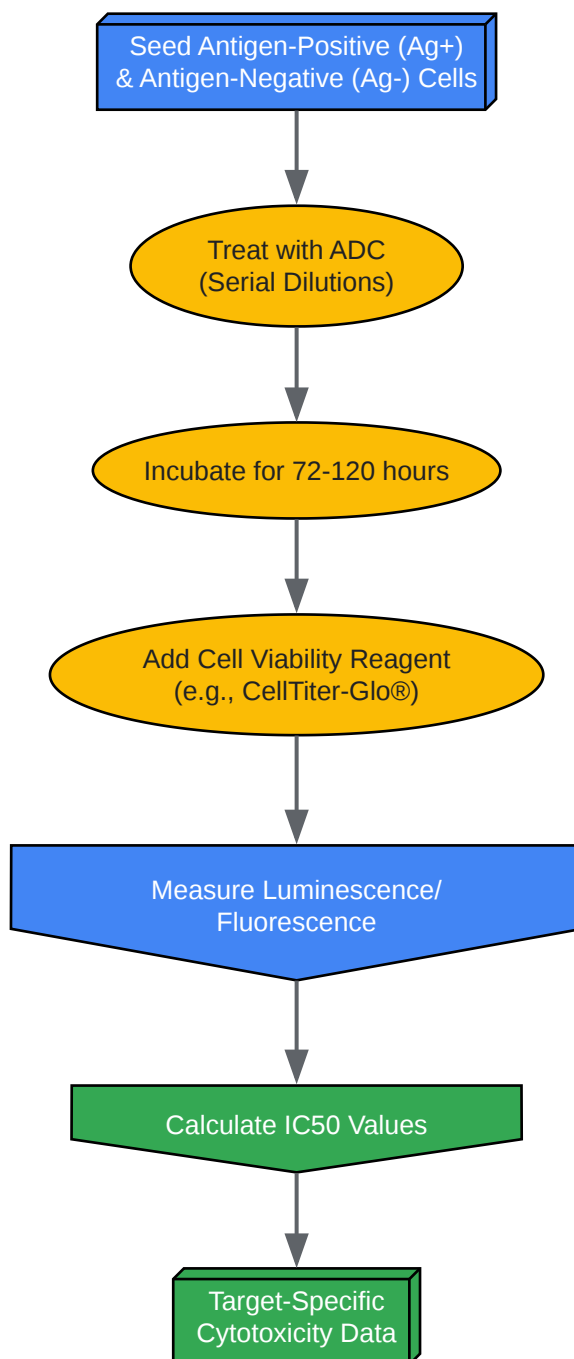 Seed Antigen-Positive (Ag+)
& Antigen-Negative (Ag-) Cells
Treat with ADC
(Serial Dilutions)
Incubate for 72-120 hours
Add Cell Viability Reagent
(e.g., CellTiter-Glo®)
Measure Luminescence/
Fluorescence
Calculate IC50 Values
Target-Specific
Cytotoxicity Data